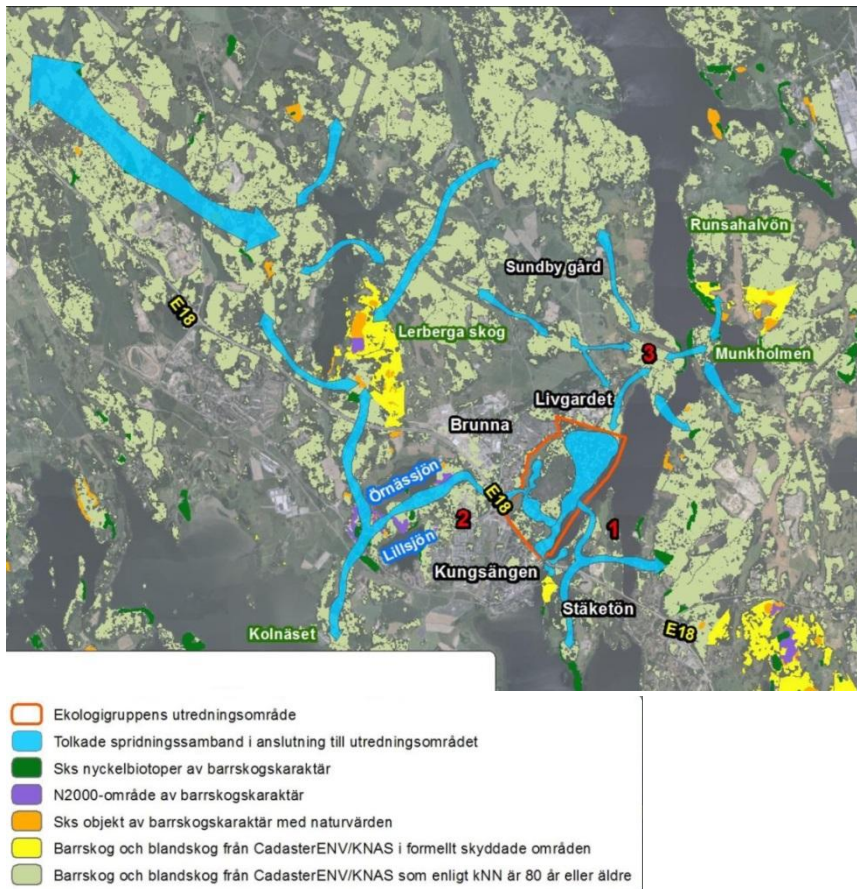 Runsahalvön
Sundby gård
E18
Lerberga skog
3
Munkholmen
Livgardet
Brunna
Örnässjön
E18
2
1
Lillsjön
Kungsängen
Stäketön
E18
Kolnäset
Ekologigruppens utredningsområde
Tolkade spridningssamband i anslutning till utredningsområdet
Sks nyckelbiotoper av barrskogskaraktär
N2000-område av barrskogskaraktär
Sks objekt av barrskogskaraktär med naturvärden
Barrskog och blandskog från CadasterENV/KNAS i formellt skyddade områden
Barrskog och blandskog från CadasterENV/KNAS som enligt kNN är 80 år eller äldre